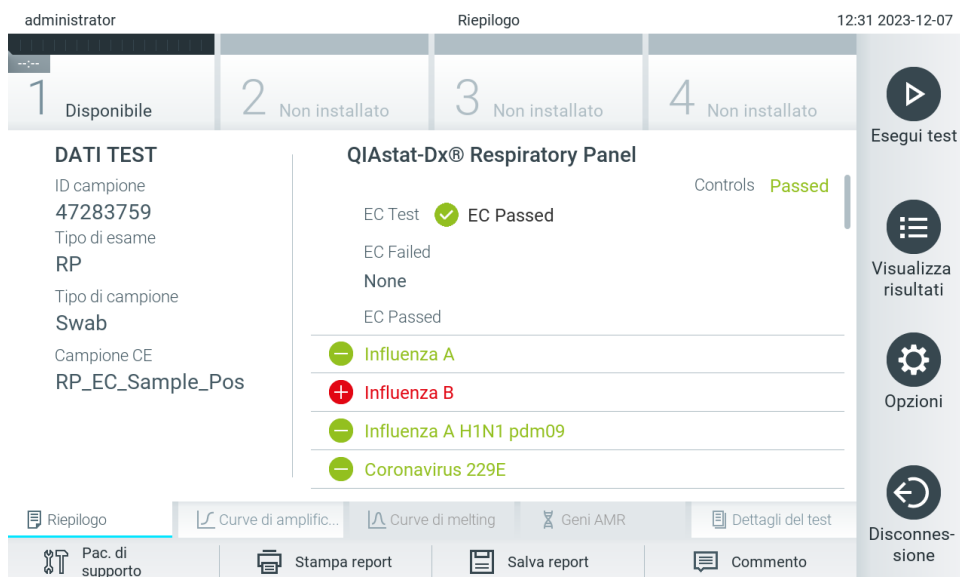 administrator
Riepilogo
12:31 2023-12-07
--:--
1 Disponibile
2 Non installato
3 Non installato
4 Non installato
Esegui test
DATI TEST
ID campione
47283759
Tipo di esame
RP
Tipo di campione
Swab
Campione CE
RP_EC_Sample_Pos
QIAstat-Dx® Respiratory Panel
Controls Passed
EC Test EC Passed
EC Failed
None
EC Passed
Influenza A
Influenza B
Influenza A H1N1 pdm09
Coronavirus 229E
Visualizza
risultati
Opzioni
Disconnes-
sione
Riepilogo
Curve di amplific...
Curve di melting
Geni AMR
Dettagli del test
Pac. di
supporto
Stampa report
Salva report
Commento